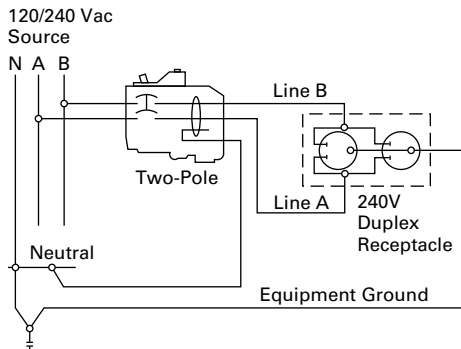 120/240 Vac
Source
N A B
Line B
Two-Pole
Line A
240V
Duplex
Receptacle
Neutral
Equipment Ground